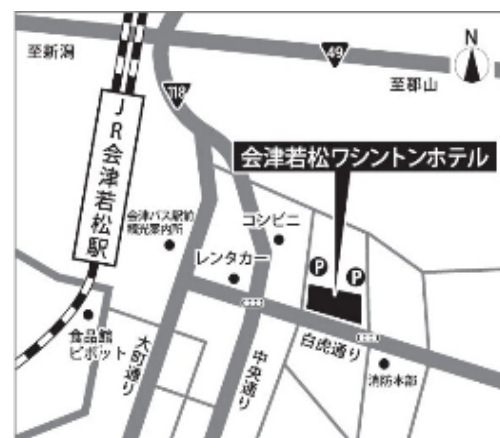 至新潟
49
N
至郡山
118
JR会津若松駅
会津若松ワシントンホテル
会津バス駅前
観光案内所
コンビニ
レンタカー
P
P
食品館
ピボット
大町通り
中央通り
白虎通り
消防本部